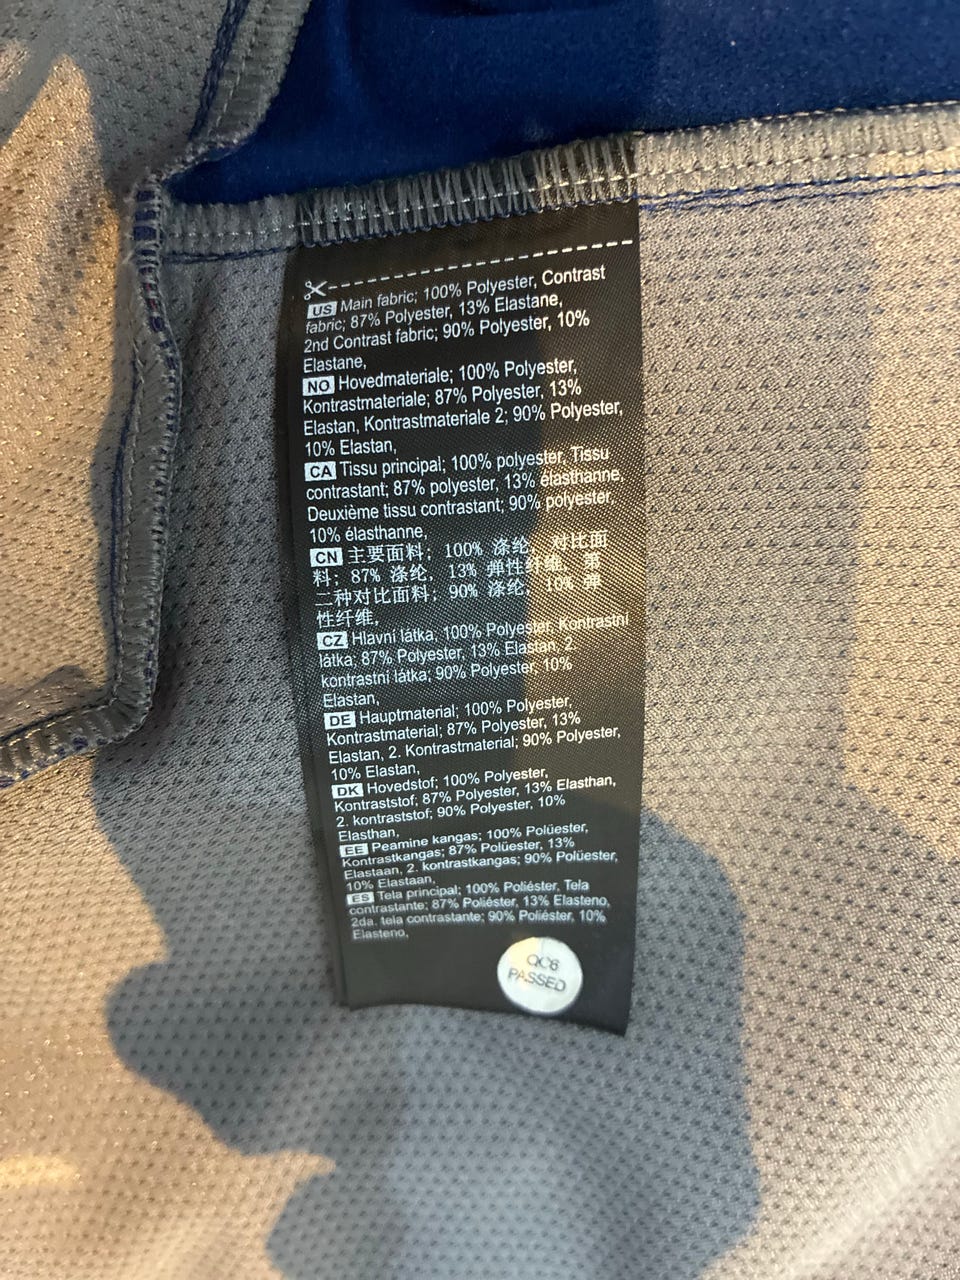 US Main fabric; 100% Polyester, Contrast
fabric; 87% Polyester, 13% Elastane,
2nd Contrast fabric; 90% Polyester, 10%
Elastane,
NO Hovedmateriale; 100% Polyester,
Kontrastmateriale; 87% Polyester, 13%
Elastan, Kontrastmateriale 2; 90% Polyester,
10% Elastan,
CA Tissu principal; 100% polyester, Tissu
contrastant; 87% polyester, 13% élasthanne,
Deuxième tissu contrastant; 90% polyester,
10% élasthanne,
CN 主要面料; 100% 涤纶, 对比面
料; 87% 涤纶, 13% 弹性纤维, 第
二种对比面料; 90% 涤纶, 10% 弹
性纤维,
CZ Hlavní látka, 100% Polyester, Kontrastní
látka; 87% Polyester, 13% Elastan, 2.
kontrastní látka; 90% Polyester, 10%
Elastan,
DE Hauptmaterial; 100% Polyester,
Kontrastmaterial; 87% Polyester, 13%
Elastan, 2. Kontrastmaterial; 90% Polyester,
10% Elastan,
DK Hovedstof; 100% Polyester,
Kontraststof; 87% Polyester, 13% Elasthan,
2. kontraststof; 90% Polyester, 10%
Elasthan,
EE Peamine kangas; 100% Polüester,
Kontrastkangas; 87% Polüester, 13%
Elastaan, 2. kontrastkangas; 90% Polüester,
10% Elastaan,
ES Tela principal; 100% Poliéster, Tela
contrastante; 87% Poliéster, 13% Elasteno,
2da. tela contrastante; 90% Poliéster, 10%
Elasteno,
QC6
PASSED